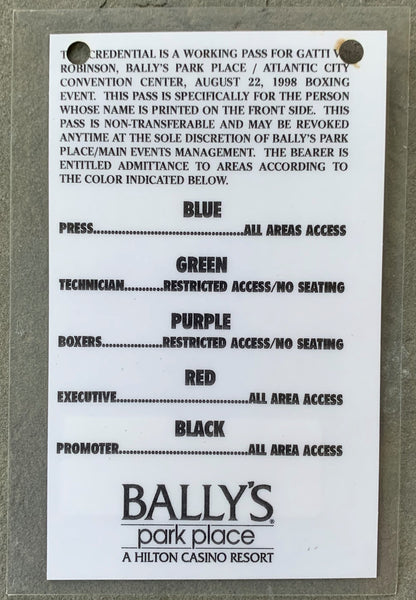 CREDENTIAL IS A WORKING PASS FOR GATTI
ROBINSON, BALLY'S PARK PLACE / ATLANTIC CITY
CONVENTION CENTER, AUGUST 22, 1998 BOXING
EVENT. THIS PASS IS SPECIFICALLY FOR THE PERSON
WHOSE NAME IS PRINTED ON THE FRONT SIDE. THIS
PASS IS NON-TRANSFERABLE AND MAY BE REVOKED
ANYTIME AT THE SOLE DISCRETION OF BALLY'S PARK
PLACE/MAIN EVENTS MANAGEMENT. THE BEARER IS
ENTITLED ADMITTANCE TO AREAS ACCORDING TO
THE COLOR INDICATED BELOW.
BLUE
PRESS........................................ALL AREAS ACCESS
GREEN
TECHNICIAN..........RESTRICTED ACCESS/NO SEATING
PURPLE
BOXERS...............RESTRICTED ACCESS/NO SEATING
RED
EXECUTIVE...................................ALL AREA ACCESS
BLACK
PROMOTER..................................ALL AREA ACCESS
BALLY'S®
park place
A HILTON CASINO RESORT